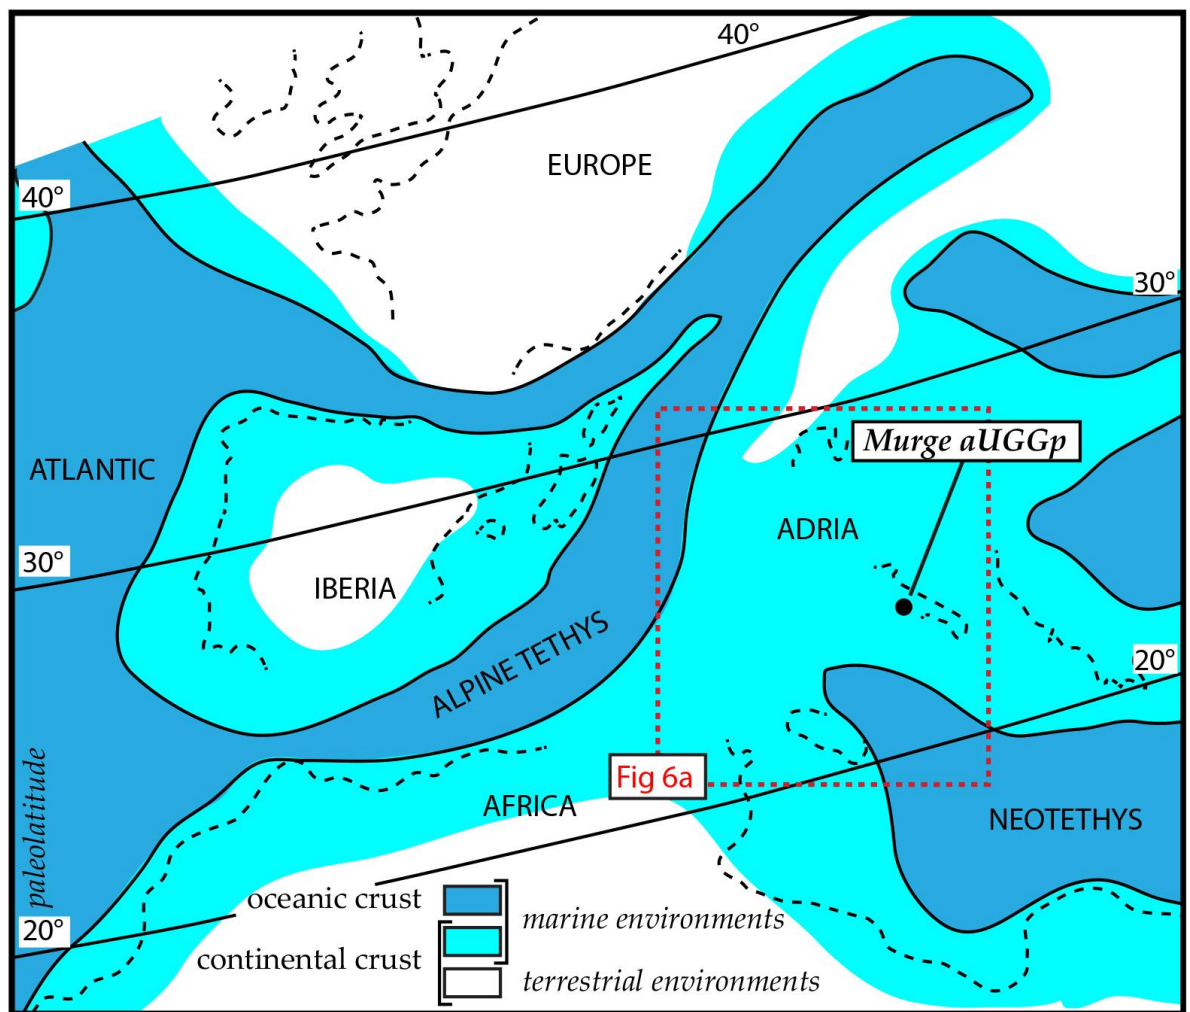 40°
EUROPE
40°
30°
Murge aUGGp
ATLANTIC
ADRIA
30°
IBERIA
ALPINE TETHYS
20°
Fig 6a
AFRICA
NEOTETHYS
paleolatitude
oceanic crust
marine environments
20°
continental crust
terrestrial environments